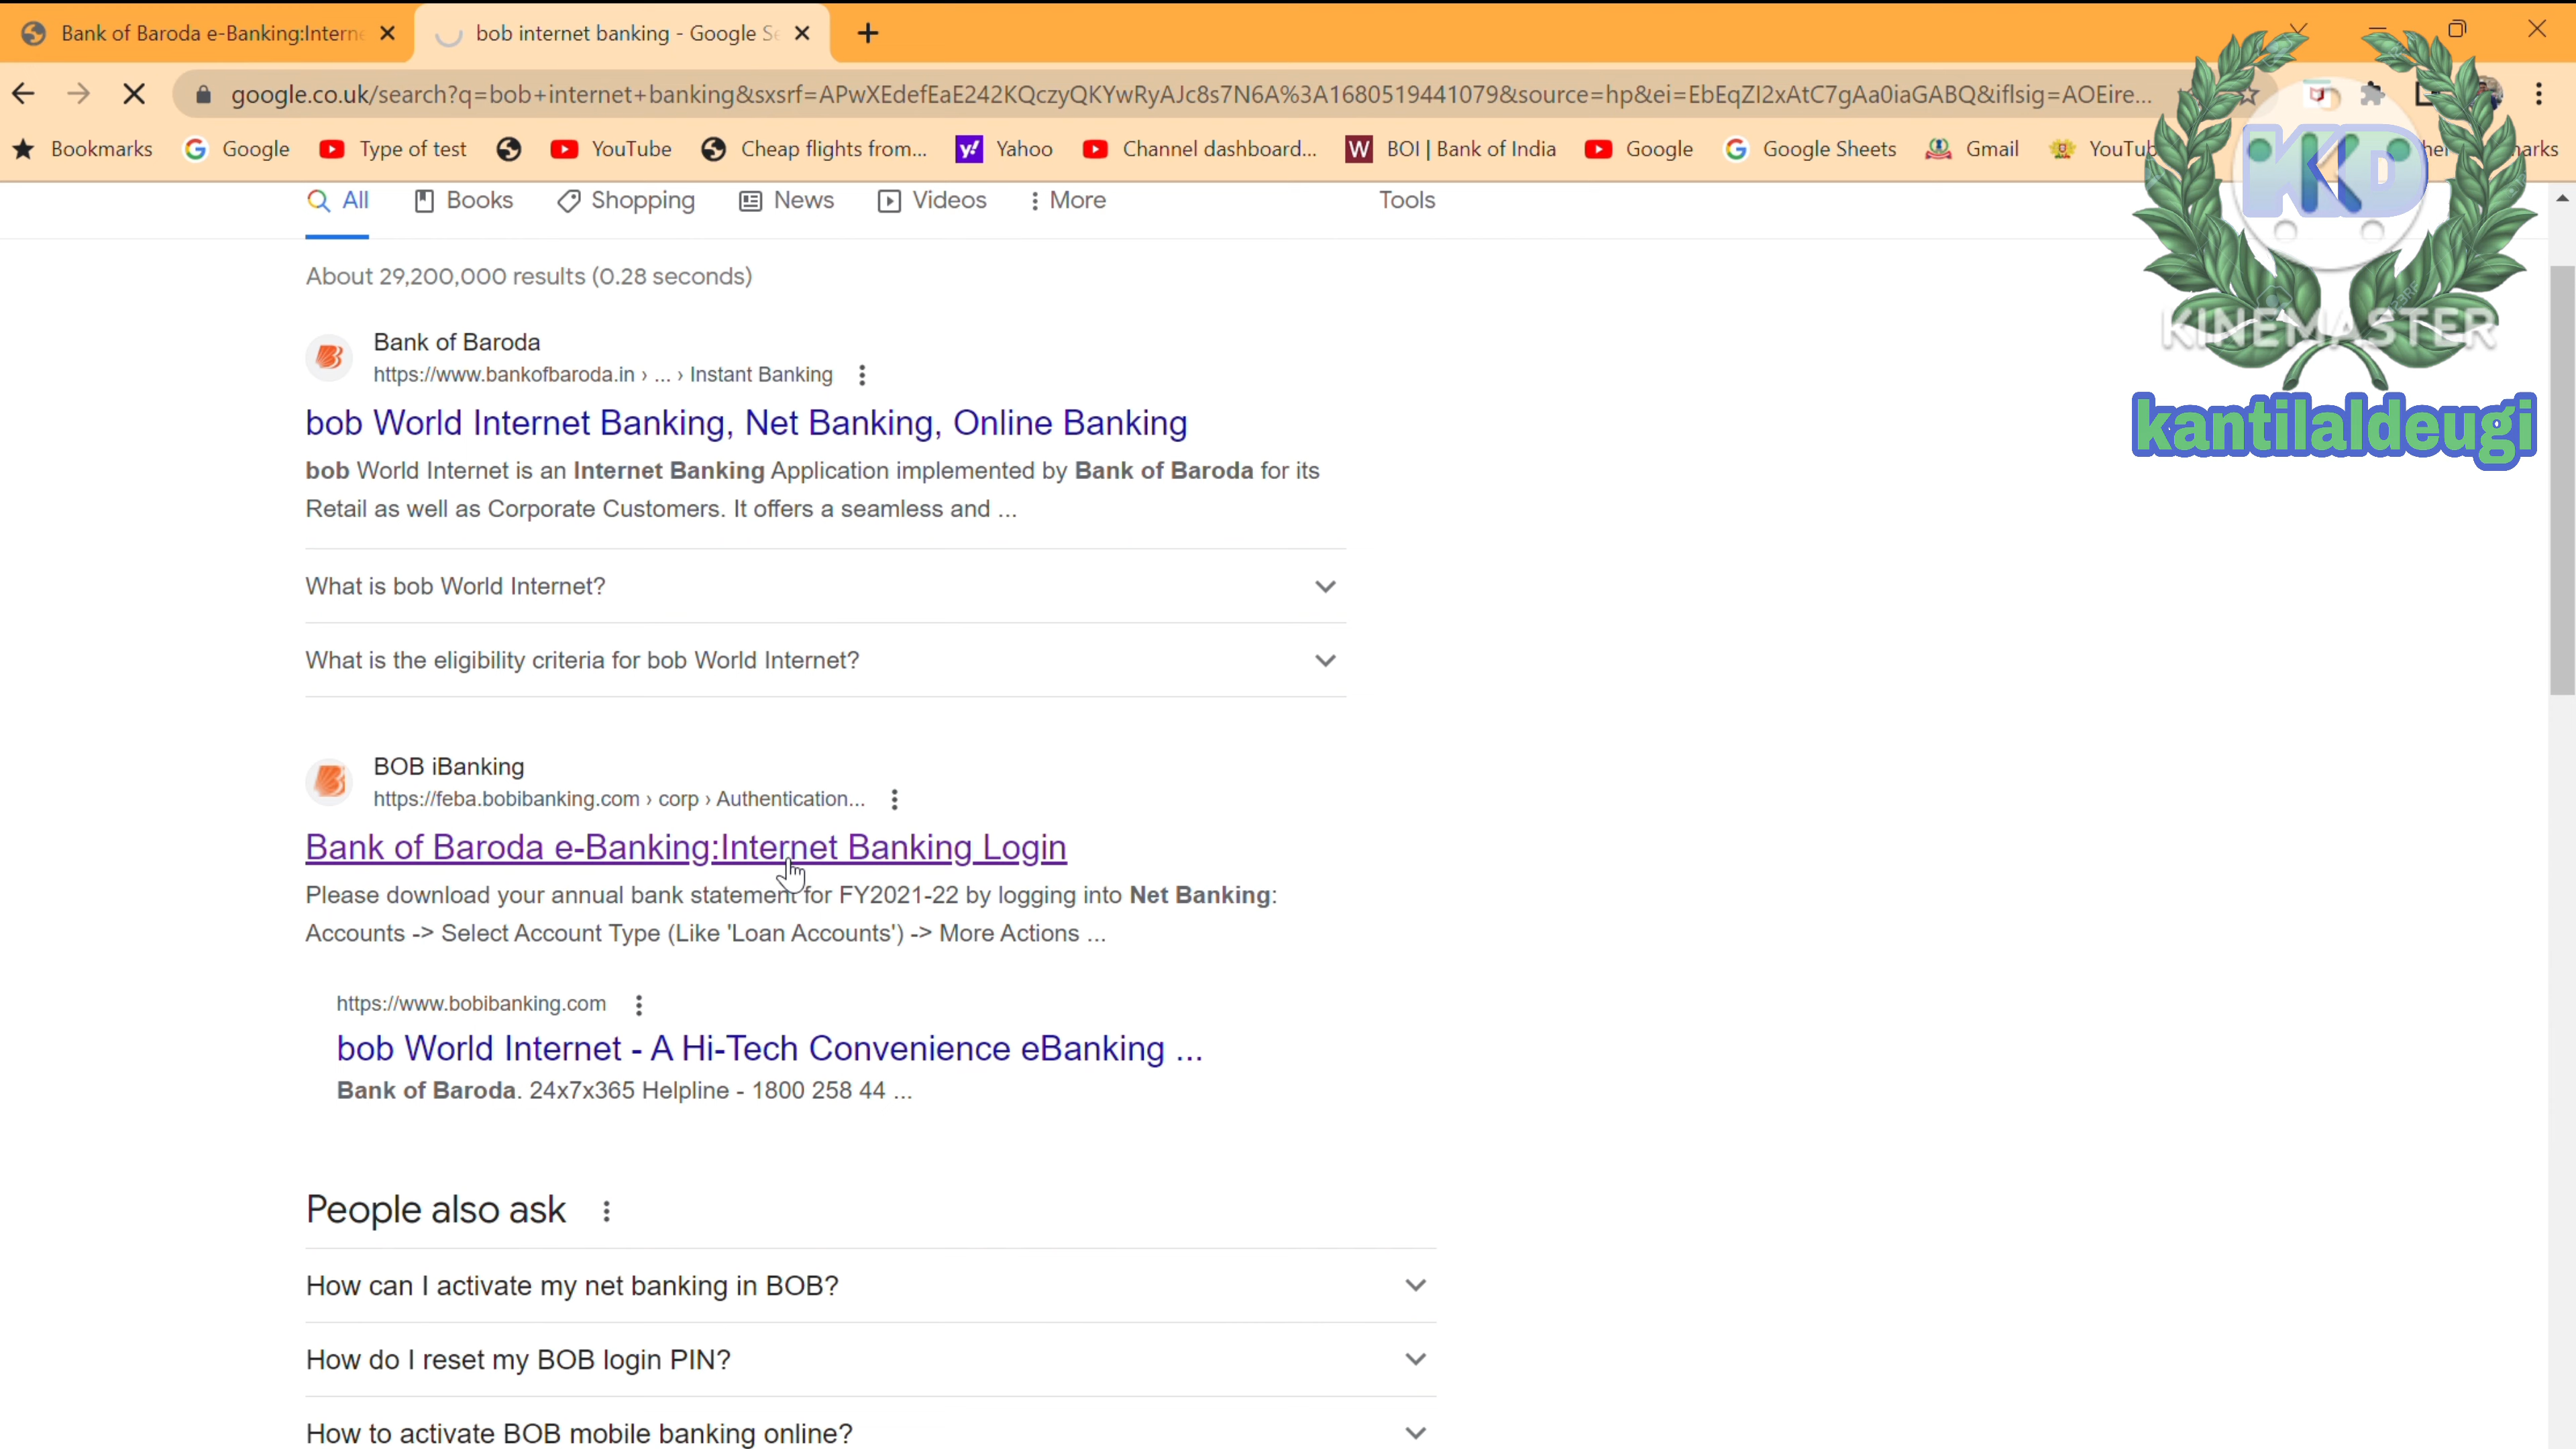 Bank of Baroda e-Banking:Interne
bob internet banking - Google Se
google.co.uk/search?q=bob+internet+banking&sxsrf=APwXEdefEaE242KQczyQKYwRyAJc8s7N6A%3A1680519441079&source=hp&ei=EbEqZI2xAtC7gAa0iaGABQ&iflsig=AOEire...
Bookmarks Google Type of test YouTube Cheap flights from... Yahoo Channel dashboard... BOI | Bank of India Google Google Sheets Gmail YouTub
KD
KINEMASTER
kantilaldeugi
All Books Shopping News Videos More Tools
About 29,200,000 results (0.28 seconds)
Bank of Baroda
https://www.bankofbaroda.in › ... › Instant Banking
bob World Internet Banking, Net Banking, Online Banking
bob World Internet is an Internet Banking Application implemented by Bank of Baroda for its
Retail as well as Corporate Customers. It offers a seamless and ...
What is bob World Internet?
What is the eligibility criteria for bob World Internet?
BOB iBanking
https://feba.bobibanking.com › corp › Authentication...
Bank of Baroda e-Banking:Internet Banking Login
Please download your annual bank statement for FY2021-22 by logging into Net Banking:
Accounts -> Select Account Type (Like 'Loan Accounts') -> More Actions ...
https://www.bobibanking.com
bob World Internet - A Hi-Tech Convenience eBanking ...
Bank of Baroda. 24x7x365 Helpline - 1800 258 44 ...
People also ask
How can I activate my net banking in BOB?
How do I reset my BOB login PIN?
How to activate BOB mobile banking online?